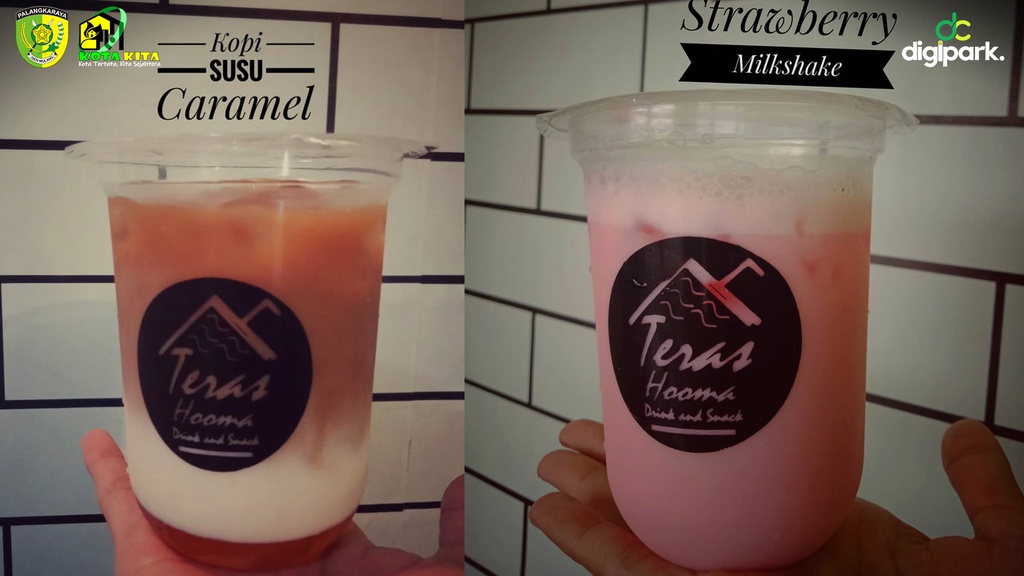 PALANGKARAYA
KOTA KITA
Kota Tertata, Kita Sejahtera
Kopi
SUSU
Caramel
Teras
Hooma
Drink and Snack
Strawberry
Milkshake
dc
digipark.
Teras
Hooma
Drink and Snack